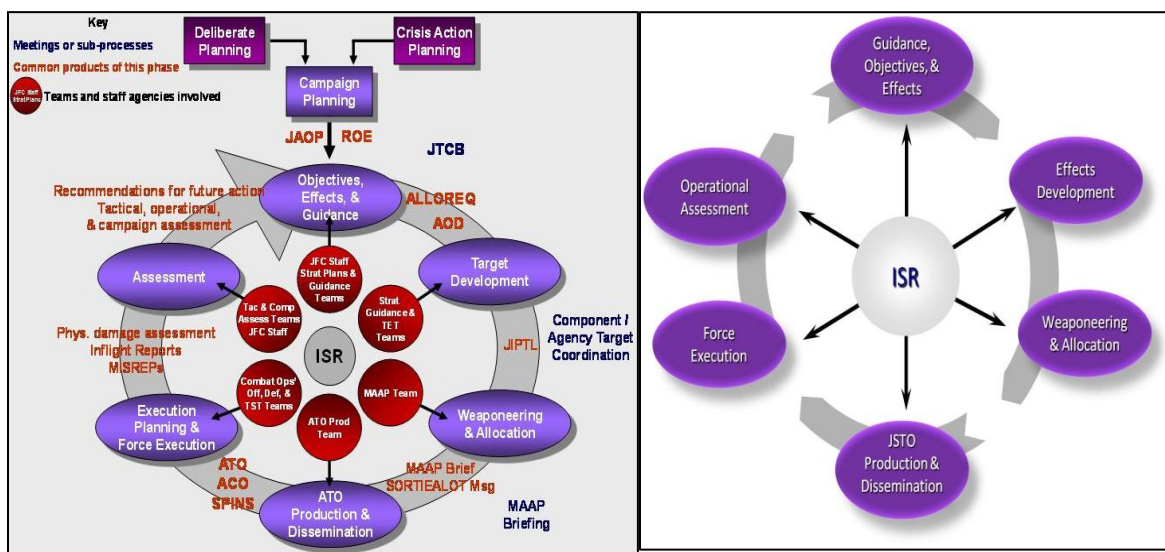 Key
Meetings or sub-processes
Common products of this phase
JFC Staff
Strat Plans
Teams and staff agencies involved
Deliberate
Planning
Crisis Action
Planning
Campaign
Planning
JAOP
ROE
JTCB
Objectives,
Effects, &
Guidance
Recommendations for future action
Tactical, operational,
& campaign assessment
ALLOREQ
AOD
Assessment
Target
Development
JFC Staff
Strat Plans &
Guidance
Teams
Tac & Comp
Assess Teams
JFC Staff
Strat
Guidance &
TET Teams
ISR
Phys. damage assessment
Inflight Reports
MISREPs
JIPTL
Component /
Agency Target
Coordination
Combat Ops'
Off, Def, &
TST Teams
MAAP Team
ATO Prod
Team
Execution
Planning &
Force Execution
Weaponeering
& Allocation
ATO
ACO
SPINS
MAAP Brief
SORTIEALOT Msg
ATO
Production &
Dissemination
MAAP
Briefing
Guidance,
Objectives, &
Effects
Operational
Assessment
Effects
Development
ISR
Force
Execution
Weaponeering
& Allocation
JSTO
Production &
Dissemination